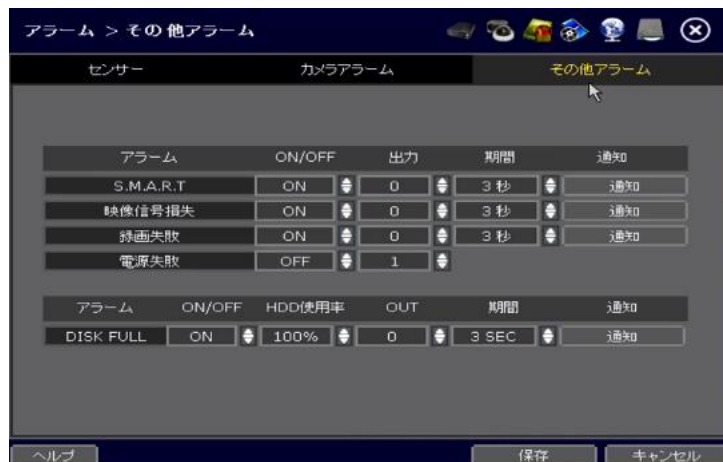 アラーム > その他アラーム
センサー カメラアラーム その他アラーム
アラーム ON/OFF 出力 期間 通知
S.M.A.R.T ON 0 3 秒 通知
映像信号損失 ON 0 3 秒 通知
録画失敗 ON 0 3 秒 通知
電源失敗 OFF 1
アラーム ON/OFF HDD使用率 OUT 期間 通知
DISK FULL ON 100% 0 3 SEC 通知
ヘルプ 保存 キャンセル